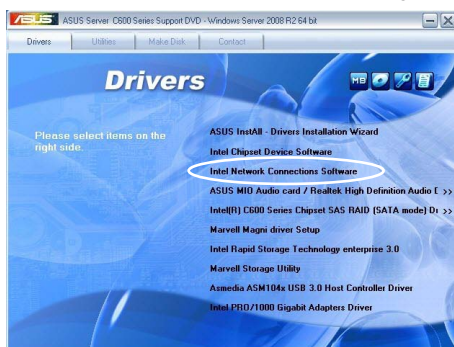 ASUS ASUS Server C600 Series Support DVD - Windows Server 2008 R2 64 bit
Drivers Utilities Make Disk Contact
Drivers
MB
Please select items on the
right side.
ASUS InstAll - Drivers Installation Wizard
Intel Chipset Device Software
Intel Network Connections Software
ASUS MIO Audio card / Realtek High Definition Audio D >>
Intel(R) C600 Series Chipset SAS RAID (SATA mode) Dr >>
Marvell Magni driver Setup
Intel Rapid Storage Technology enterprise 3.0
Marvell Storage Utility
Asmedia ASM104x USB 3.0 Host Controller Driver
Intel PRO/1000 Gigabit Adapters Driver